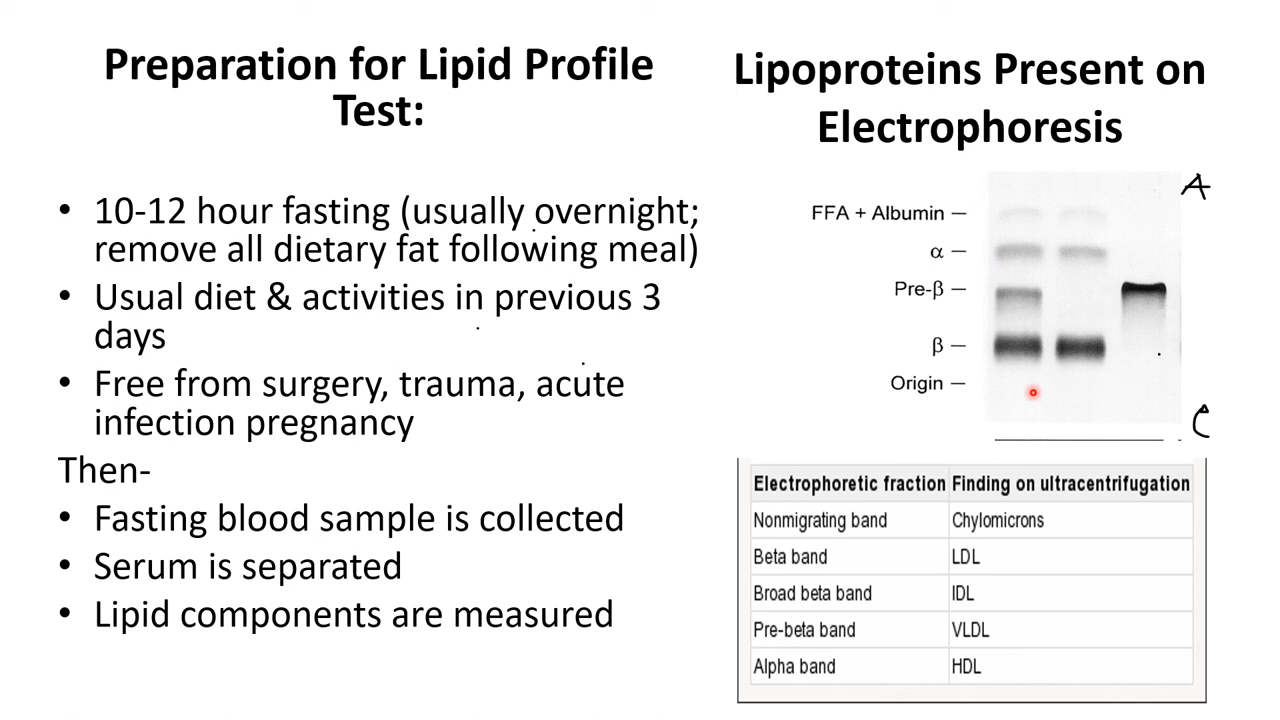 Preparation for Lipid Profile
Test:
• 10-12 hour fasting (usually overnight;
remove all dietary fat following meal)
• Usual diet & activities in previous 3
days
• Free from surgery, trauma, acute
infection pregnancy
Then-
• Fasting blood sample is collected
• Serum is separated
• Lipid components are measured
Lipoproteins Present on
Electrophoresis
A
FFA + Albumin –
α –
Pre-β –
β –
Origin –
C
Electrophoretic fraction Finding on ultracentrifugation
Nonmigrating band Chylomicrons
Beta band LDL
Broad beta band IDL
Pre-beta band VLDL
Alpha band HDL